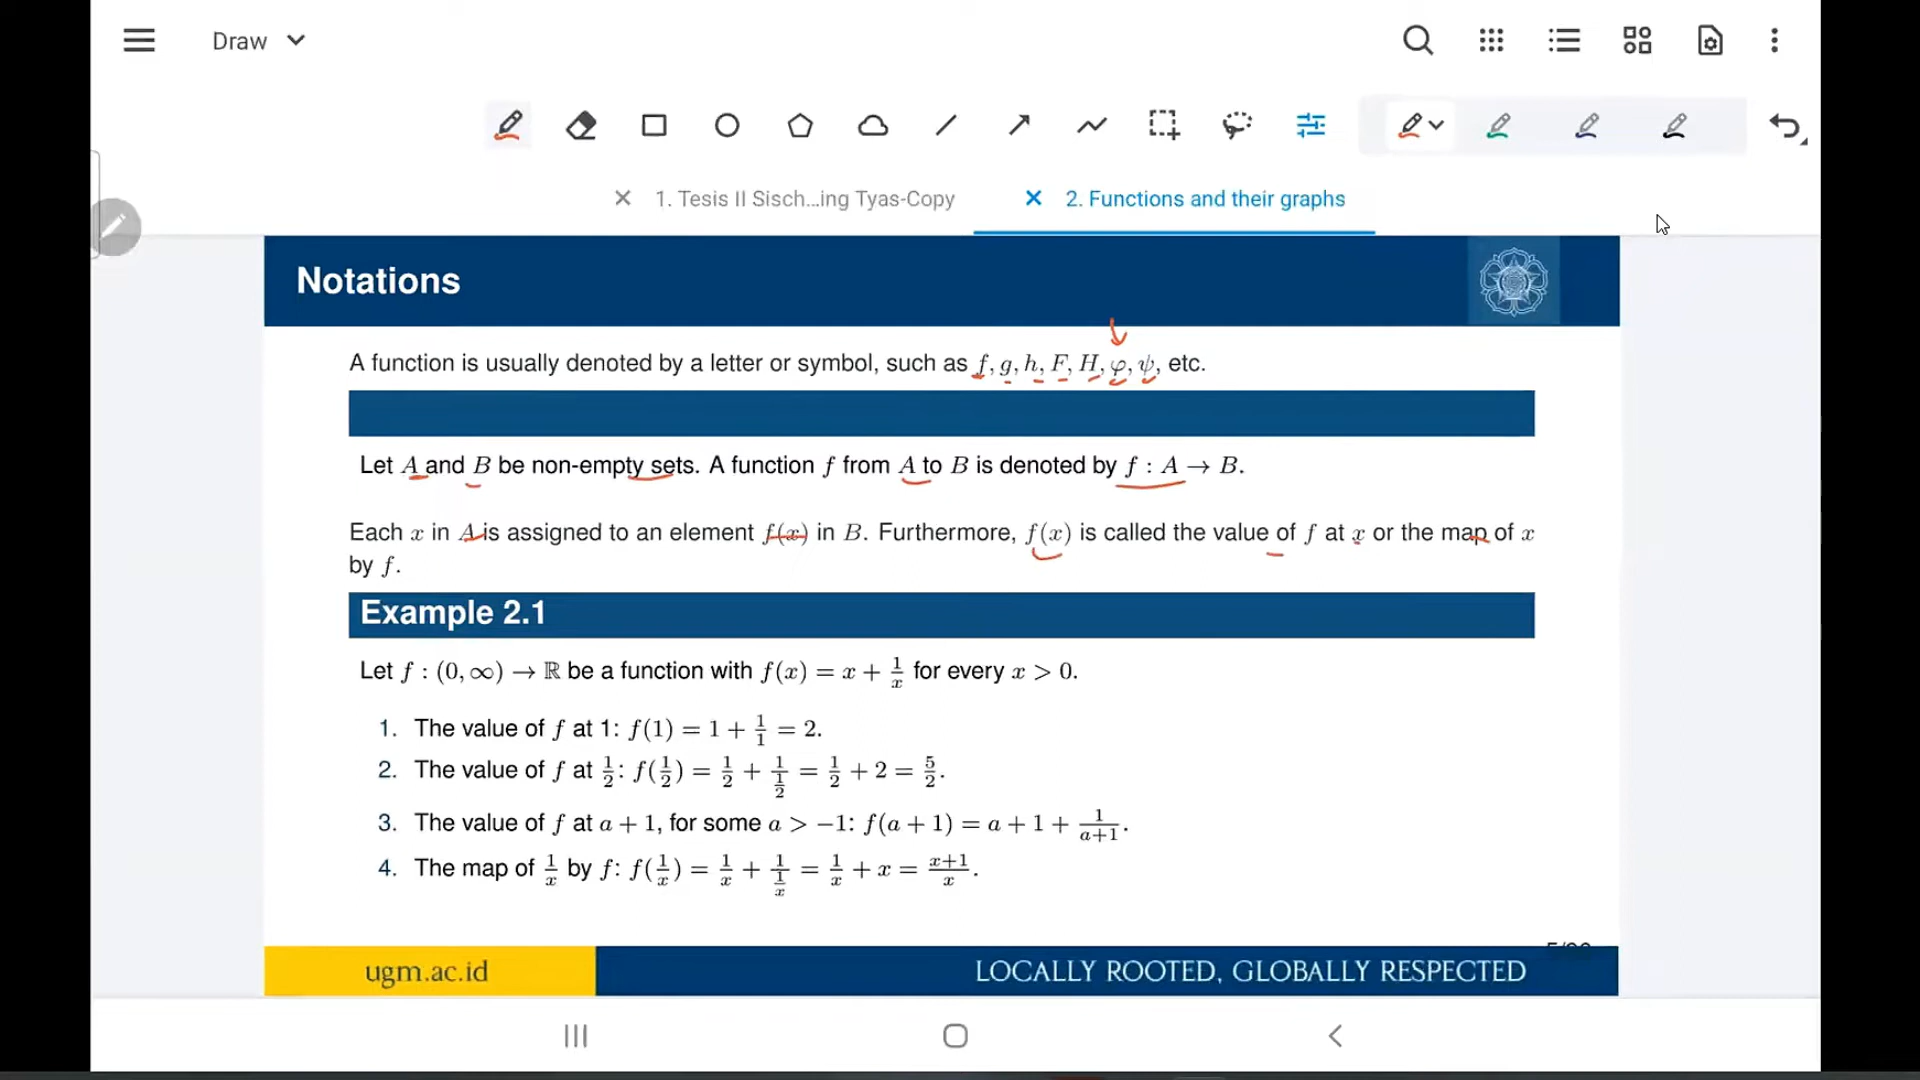 Draw
1. Tesis II Sisch...ing Tyas-Copy
2. Functions and their graphs
Notations
A function is usually denoted by a letter or symbol, such as f, g, h, F, H, φ, ψ, etc.
Let A and B be non-empty sets. A function f from A to B is denoted by f : A → B.
Each x in A is assigned to an element f(x) in B. Furthermore, f(x) is called the value of f at x or the map of x
by f.
Example 2.1
Let f : (0, ∞) → ℝ be a function with f(x) = x + 1/x for every x > 0.
1. The value of f at 1: f(1) = 1 + 1/1 = 2.
2. The value of f at 1/2: f(1/2) = 1/2 + 1/(1/2) = 1/2 + 2 = 5/2.
3. The value of f at a + 1, for some a > −1: f(a + 1) = a + 1 + 1/(a+1).
4. The map of 1/x by f: f(1/x) = 1/x + 1/(1/x) = 1/x + x = (x+1)/x.
ugm.ac.id
LOCALLY ROOTED, GLOBALLY RESPECTED